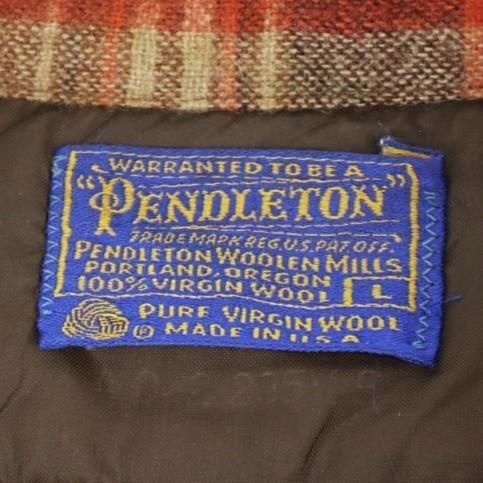 WARRANTED TO BE A
"PENDLETON"
TRADE MARK REG. U.S. PAT. OFF.
PENDLETON WOOLEN MILLS
PORTLAND, OREGON
100% VIRGIN WOOL L
PURE VIRGIN WOOL
® MADE IN U S A